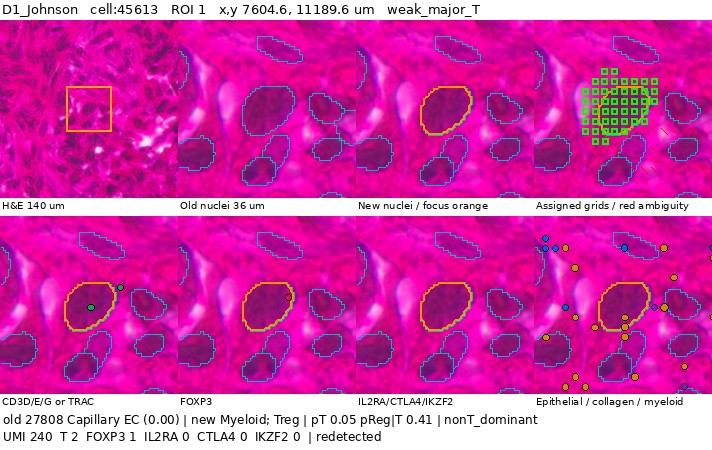 D1_Johnson   cell:45613   ROI 1   x,y 7604.6, 11189.6 um   weak_major_T
H&E 140 um
Old nuclei 36 um
New nuclei / focus orange
Assigned grids / red ambiguity
CD3D/E/G or TRAC
FOXP3
IL2RA/CTLA4/IKZF2
Epithelial / collagen / myeloid
old 27808 Capillary EC (0.00) | new Myeloid; Treg | pT 0.05 pReg|T 0.41 | nonT_dominant
UMI 240  T 2  FOXP3 1  IL2RA 0  CTLA4 0  IKZF2 0  | redetected